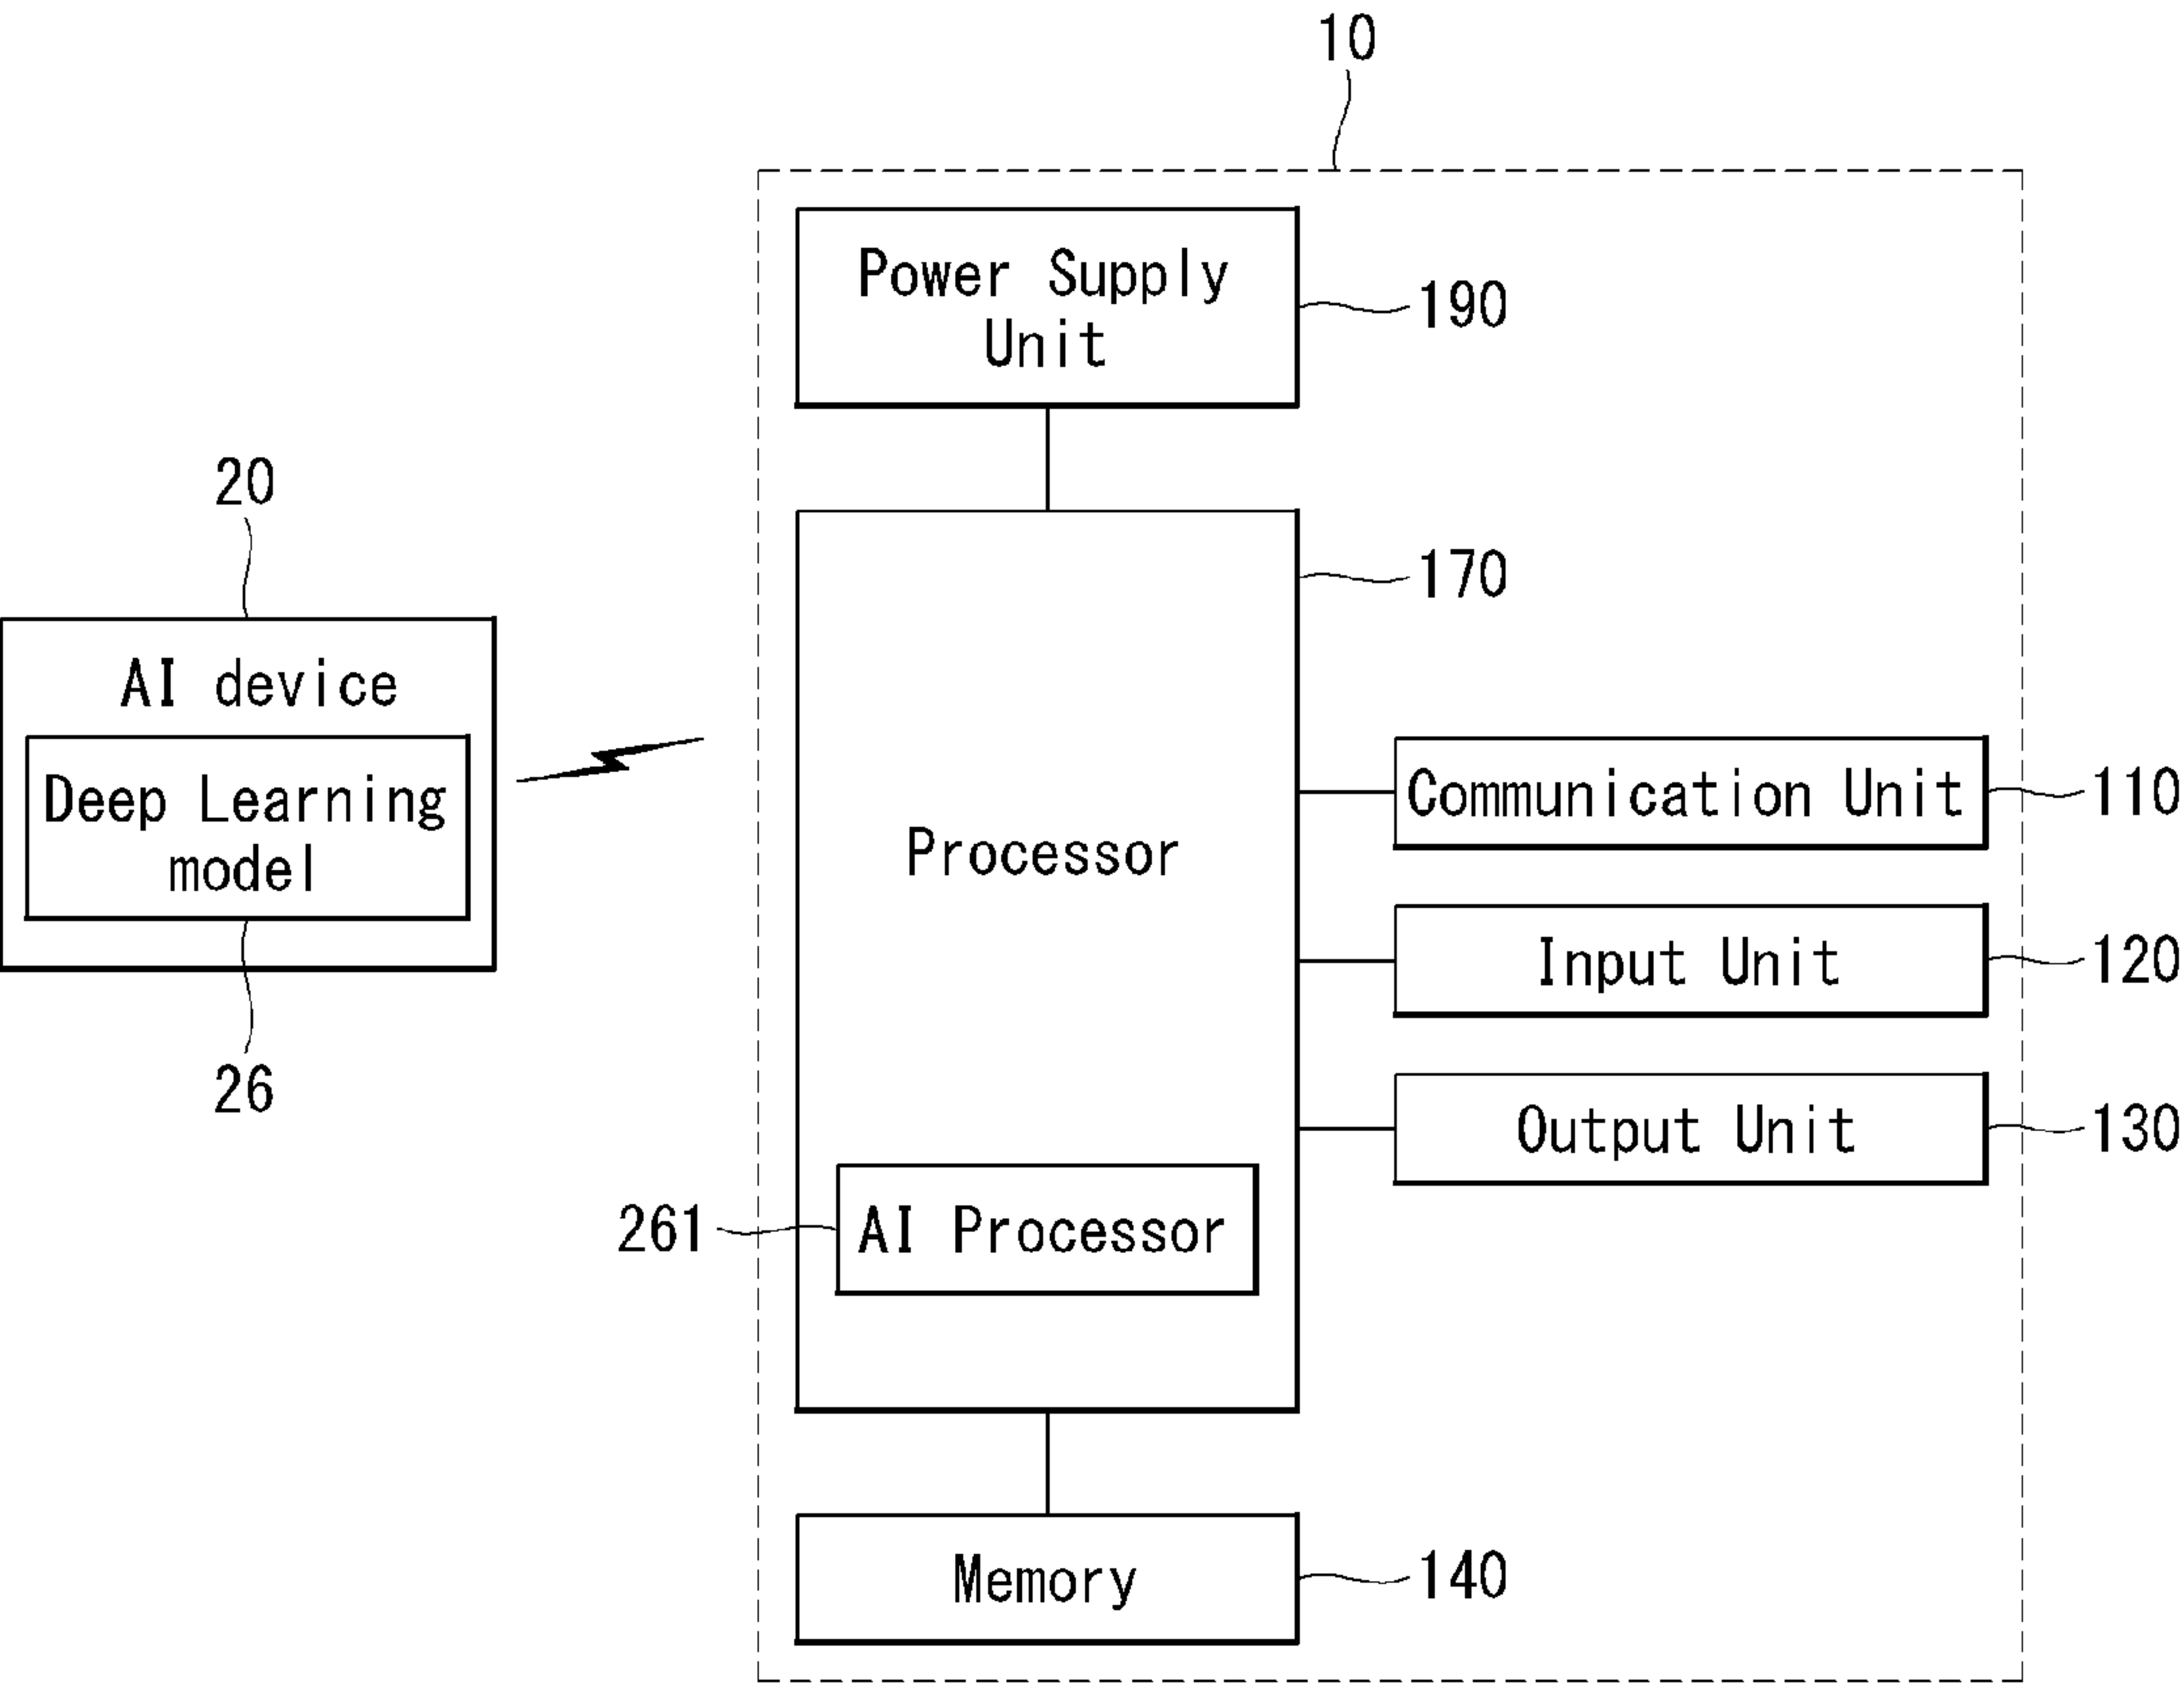 10
Power Supply
Unit
190
20
170
AI device
Deep Learning
model
Communication Unit
110
Processor
Input Unit
120
26
Output Unit
130
261
AI Processor
Memory
140